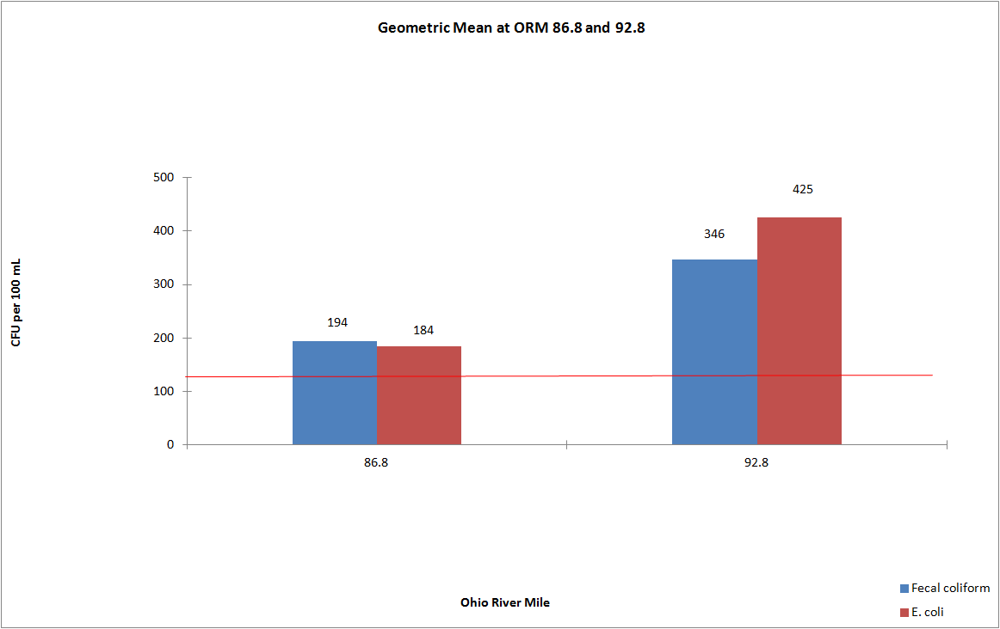 Geometric Mean at ORM 86.8 and 92.8
CFU per 100 mL
500
400
300
200
100
0
194
184
346
425
86.8
92.8
Ohio River Mile
Fecal coliform
E. coli